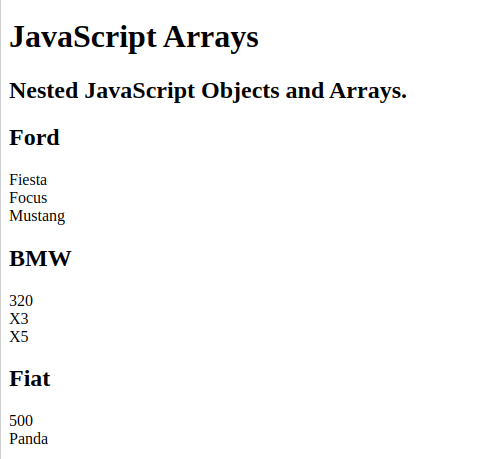 JavaScript Arrays
Nested JavaScript Objects and Arrays.
Ford
Fiesta
Focus
Mustang
BMW
320
X3
X5
Fiat
500
Panda